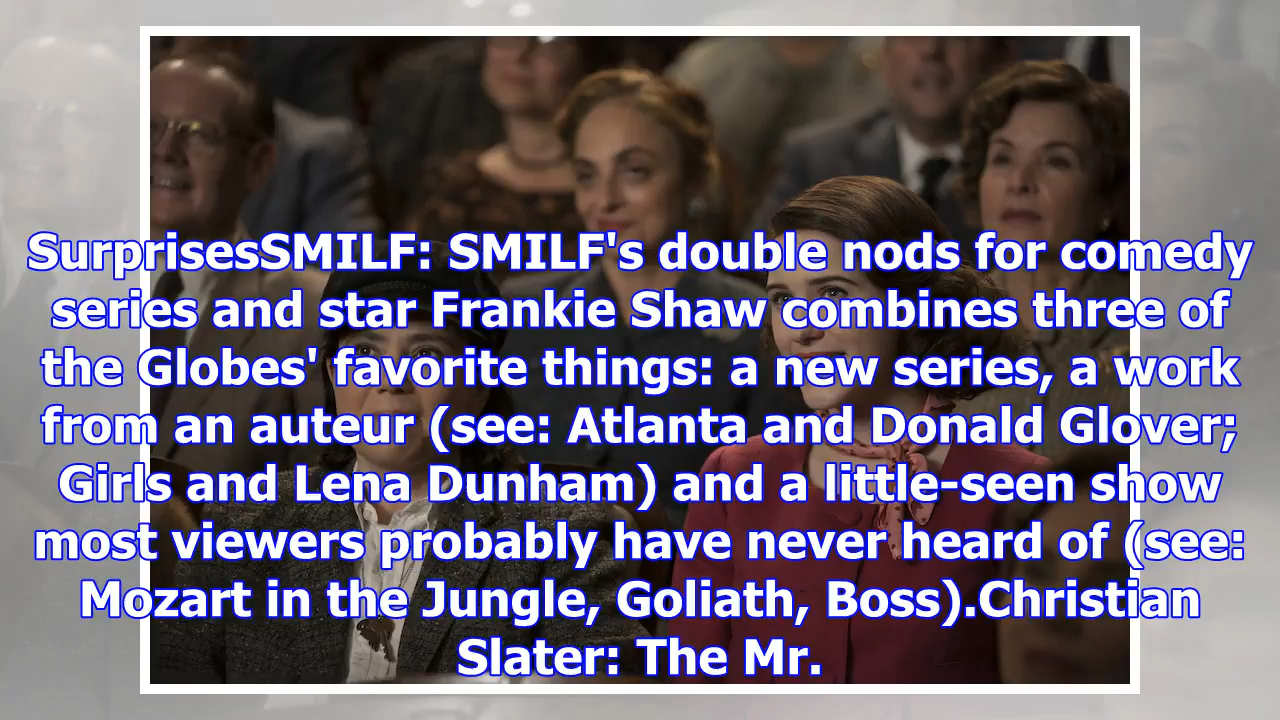 SurprisesSMILF: SMILF's double nods for comedy
series and star Frankie Shaw combines three of
the Globes' favorite things: a new series, a work
from an auteur (see: Atlanta and Donald Glover;
Girls and Lena Dunham) and a little-seen show
most viewers probably have never heard of (see:
Mozart in the Jungle, Goliath, Boss).Christian
Slater: The Mr.